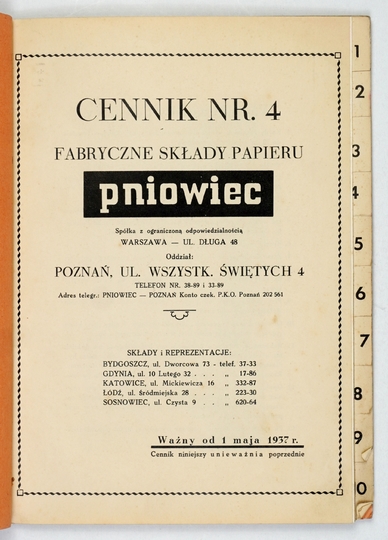 CENNIK NR. 4
FABRYCZNE SKŁADY PAPIERU
pniowiec
Spółka z ograniczoną odpowiedzialnością
WARSZAWA — UL. DŁUGA 48
Oddział:
POZNAŃ, UL. WSZYSTK. ŚWIĘTYCH 4
TELEFON NR. 38-89 i 33-89
Adres telegr.: PNIOWIEC — POZNAŃ Konto czek. P.K.O. Poznań 202 561
SKŁADY i REPREZENTACJE:
BYDGOSZCZ, ul. Dworcowa 73 - telef. 37-33
GDYNIA, ul. 10 Lutego 32 . . . „ 17-86
KATOWICE, ul. Mickiewicza 16 „ 332-87
ŁÓDŹ, ul. śródmiejska 28 . . . „ 223-30
SOSNOWIEC, ul. Czysta 9 . . „ 620-64
Ważny od 1 maja 1937 r.
Cennik niniejszy unieważnia poprzednie
1
2
3
4
5
6
7
8
9
0